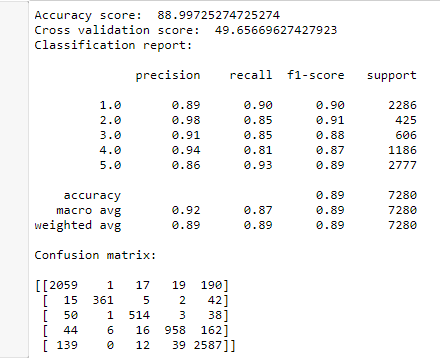 Accuracy score:  88.99725274725274
Cross validation score:  49.65669627427923
Classification report:
precision    recall  f1-score   support
1.0       0.89      0.90      0.90      2286
2.0       0.98      0.85      0.91       425
3.0       0.91      0.85      0.88       606
4.0       0.94      0.81      0.87      1186
5.0       0.86      0.93      0.89      2777
accuracy                           0.89      7280
macro avg       0.92      0.87      0.89      7280
weighted avg       0.89      0.89      0.89      7280
Confusion matrix:
[[2059    1   17   19  190]
[  15  361    5    2   42]
[  50    1  514    3   38]
[  44    6   16  958  162]
[ 139    0   12   39 2587]]